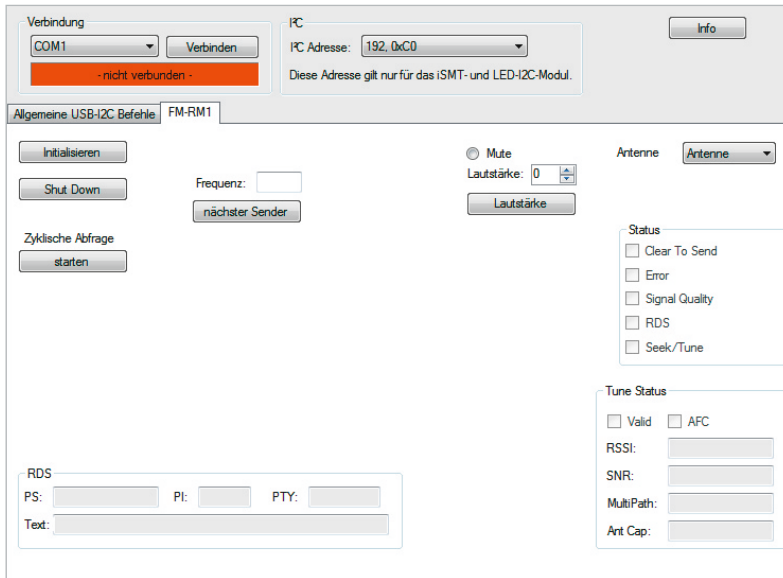 Verbindung
COM1 Verbinden
- nicht verbunden -
I²C
I²C Adresse: 192, 0xC0
Diese Adresse gilt nur für das iSMT- und LED-I2C-Modul.
Info
Allgemeine USB-I2C Befehle FM-RM1
Initialisieren
Shut Down
Zyklische Abfrage
starten
Frequenz:
nächster Sender
Mute
Lautstärke: 0
Lautstärke
Antenne Antenne
Status
Clear To Send
Error
Signal Quality
RDS
Seek/Tune
Tune Status
Valid AFC
RSSI:
SNR:
MultiPath:
Ant Cap:
RDS
PS: PI: PTY:
Text: